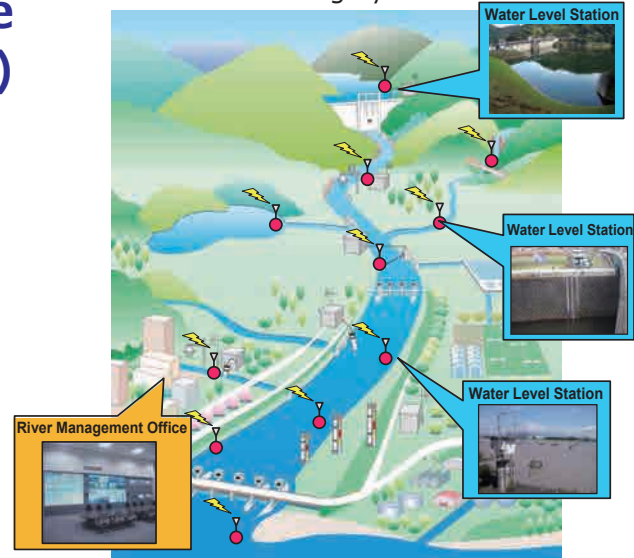 e
)
Water Level Station
Water Level Station
Water Level Station
River Management Office